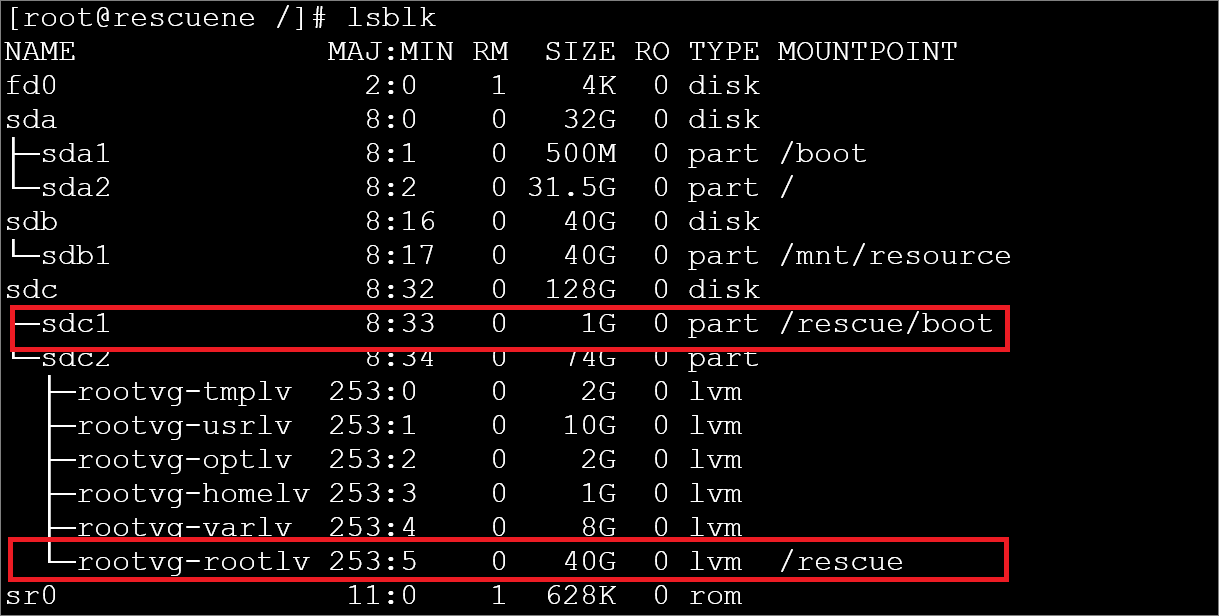 [root@rescuene /]# lsblk
NAME                MAJ:MIN RM  SIZE RO TYPE MOUNTPOINT
fd0                   2:0    1    4K  0 disk
sda                   8:0    0   32G  0 disk
├─sda1                8:1    0  500M  0 part /boot
└─sda2                8:2    0 31.5G  0 part /
sdb                   8:16   0   40G  0 disk
└─sdb1                8:17   0   40G  0 part /mnt/resource
sdc                   8:32   0  128G  0 disk
├─sdc1                8:33   0    1G  0 part /rescue/boot
└─sdc2                8:34   0   74G  0 part
  ├─rootvg-tmplv    253:0    0    2G  0 lvm
  ├─rootvg-usrlv    253:1    0   10G  0 lvm
  ├─rootvg-optlv    253:2    0    2G  0 lvm
  ├─rootvg-homelv   253:3    0    1G  0 lvm
  ├─rootvg-varlv    253:4    0    8G  0 lvm
  └─rootvg-rootlv   253:5    0   40G  0 lvm  /rescue
sr0                  11:0    1  628K  0 rom